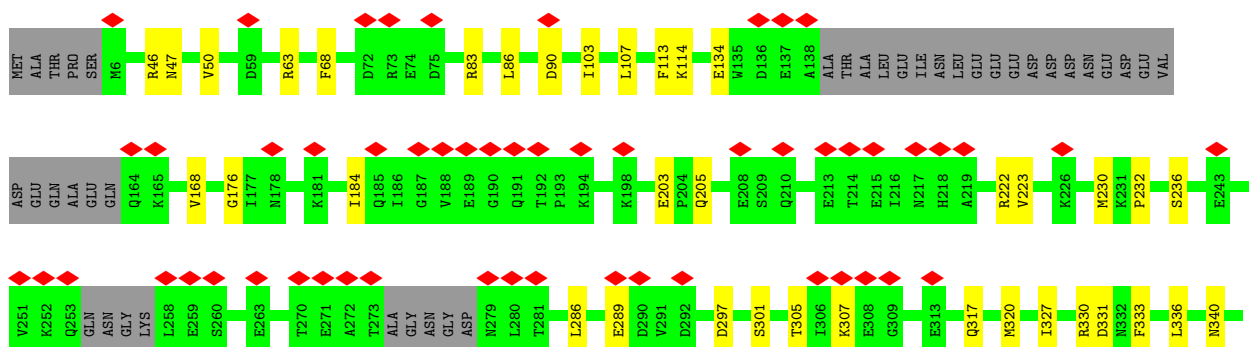 MET ALA THR PRO SER M6 R46 N47 V50 D59 R63 F68 D72 R73 E74 D75 R83 L86 D90 I103 L107 F113 K114 E134 W135 D136 E137 A138 ALA THR ALA LEU GLU ILE ASN LEU GLU GLU GLU ASP ASP ASP ASN GLU ASP GLU VAL
ASP GLU GLN ALA GLU GLN Q164 K165 V168 G176 I177 N178 K181 I184 Q185 I186 G187 V188 E189 G190 Q191 T192 P193 K194 K198 E203 P204 Q205 E208 S209 Q210 E213 T214 E215 I216 N217 H218 A219 R222 V223 K226 M230 K231 P232 S236 E243
V251 K252 Q253 GLN ASN GLY LYS L258 E259 S260 E263 T270 E271 A272 T273 ALA GLY ASN GLY ASP N279 L280 T281 L286 E289 D290 V291 D292 D297 S301 T305 I306 K307 E308 G309 E313 Q317 M320 I327 R330 D331 N332 F333 L336 N340